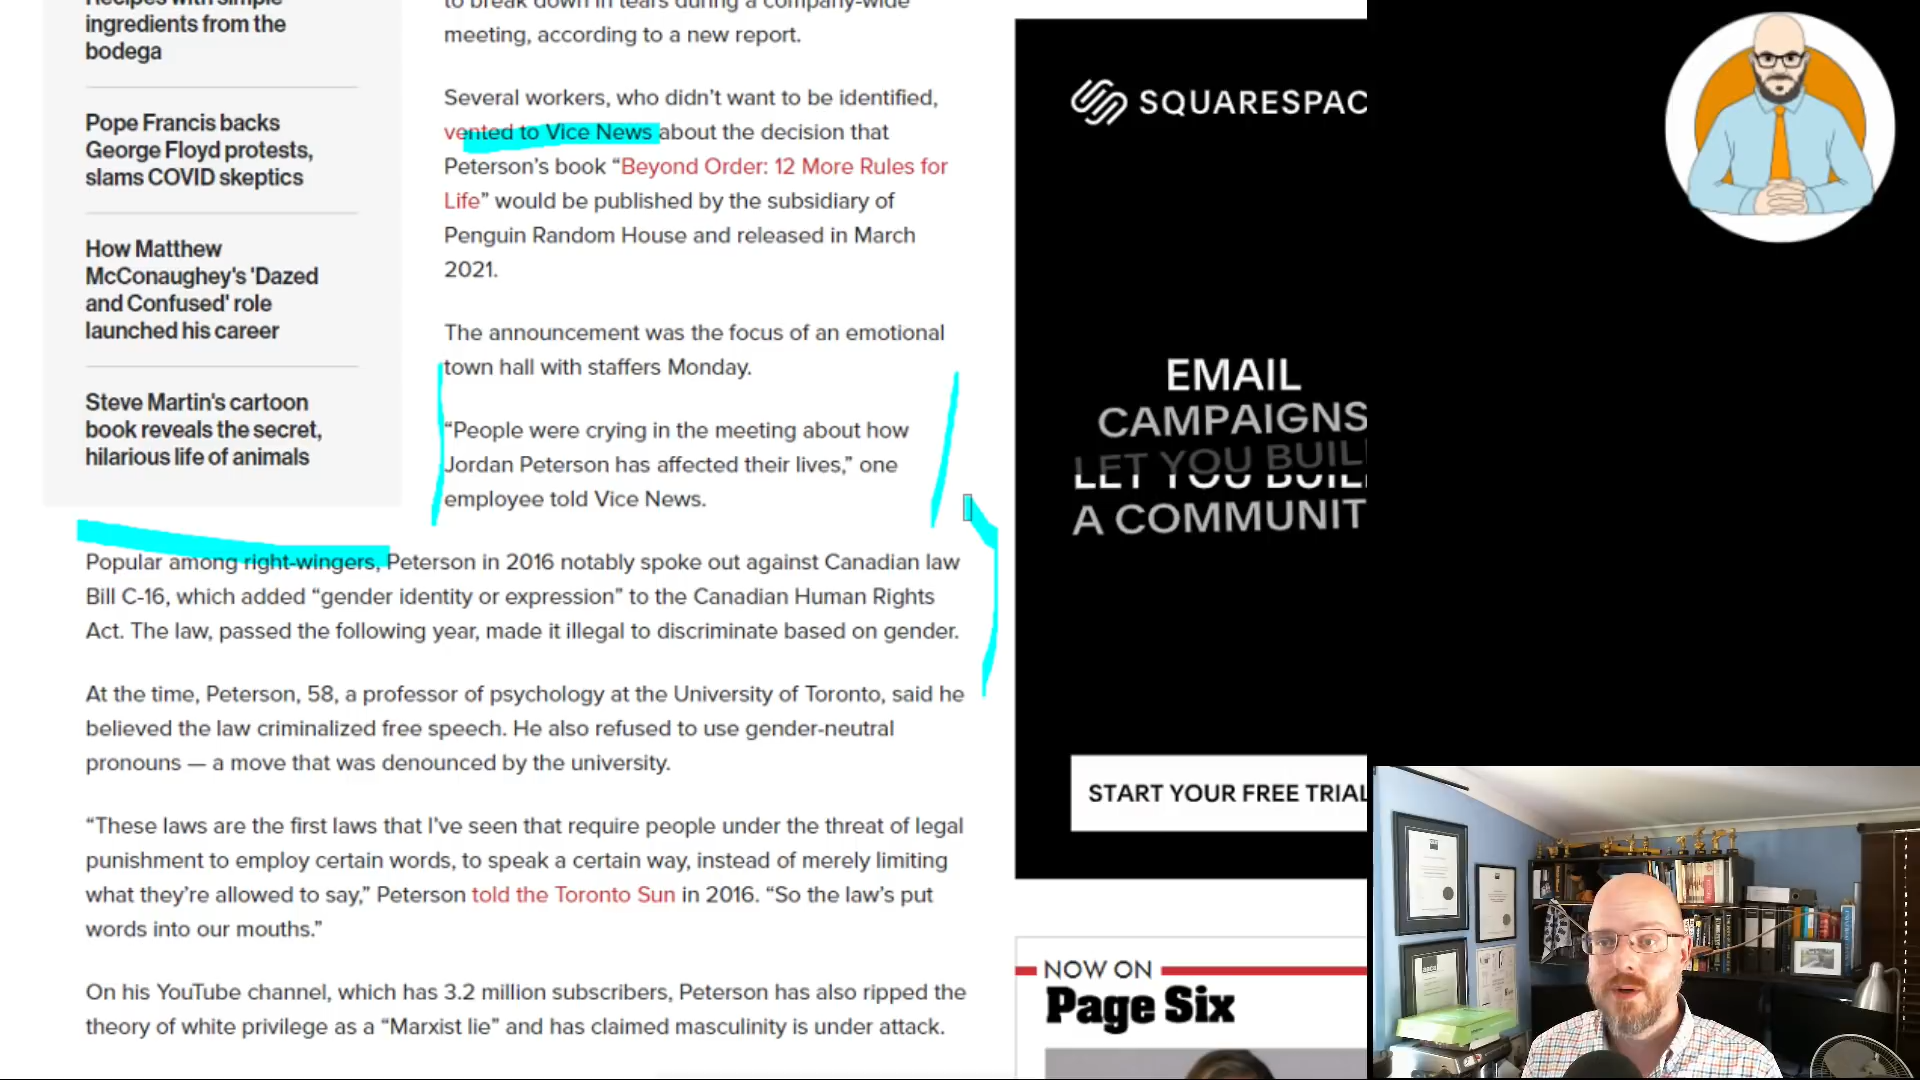 Recipes with simple
ingredients from the
bodega
Pope Francis backs
George Floyd protests,
slams COVID skeptics
How Matthew
McConaughey's 'Dazed
and Confused' role
launched his career
Steve Martin's cartoon
book reveals the secret,
hilarious life of animals
to break down in tears during a company-wide
meeting, according to a new report.
Several workers, who didn’t want to be identified,
vented to Vice News about the decision that
Peterson’s book “Beyond Order: 12 More Rules for
Life” would be published by the subsidiary of
Penguin Random House and released in March
2021.
The announcement was the focus of an emotional
town hall with staffers Monday.
“People were crying in the meeting about how
Jordan Peterson has affected their lives,” one
employee told Vice News.
Popular among right-wingers, Peterson in 2016 notably spoke out against Canadian law
Bill C-16, which added “gender identity or expression” to the Canadian Human Rights
Act. The law, passed the following year, made it illegal to discriminate based on gender.
At the time, Peterson, 58, a professor of psychology at the University of Toronto, said he
believed the law criminalized free speech. He also refused to use gender-neutral
pronouns — a move that was denounced by the university.
“These laws are the first laws that I’ve seen that require people under the threat of legal
punishment to employ certain words, to speak a certain way, instead of merely limiting
what they’re allowed to say,” Peterson told the Toronto Sun in 2016. “So the law’s put
words into our mouths.”
On his YouTube channel, which has 3.2 million subscribers, Peterson has also ripped the
theory of white privilege as a “Marxist lie” and has claimed masculinity is under attack.
SQUARESPAC
EMAIL
CAMPAIGNS
LET YOU BUIL
A COMMUNIT
START YOUR FREE TRIAL
NOW ON
Page Six